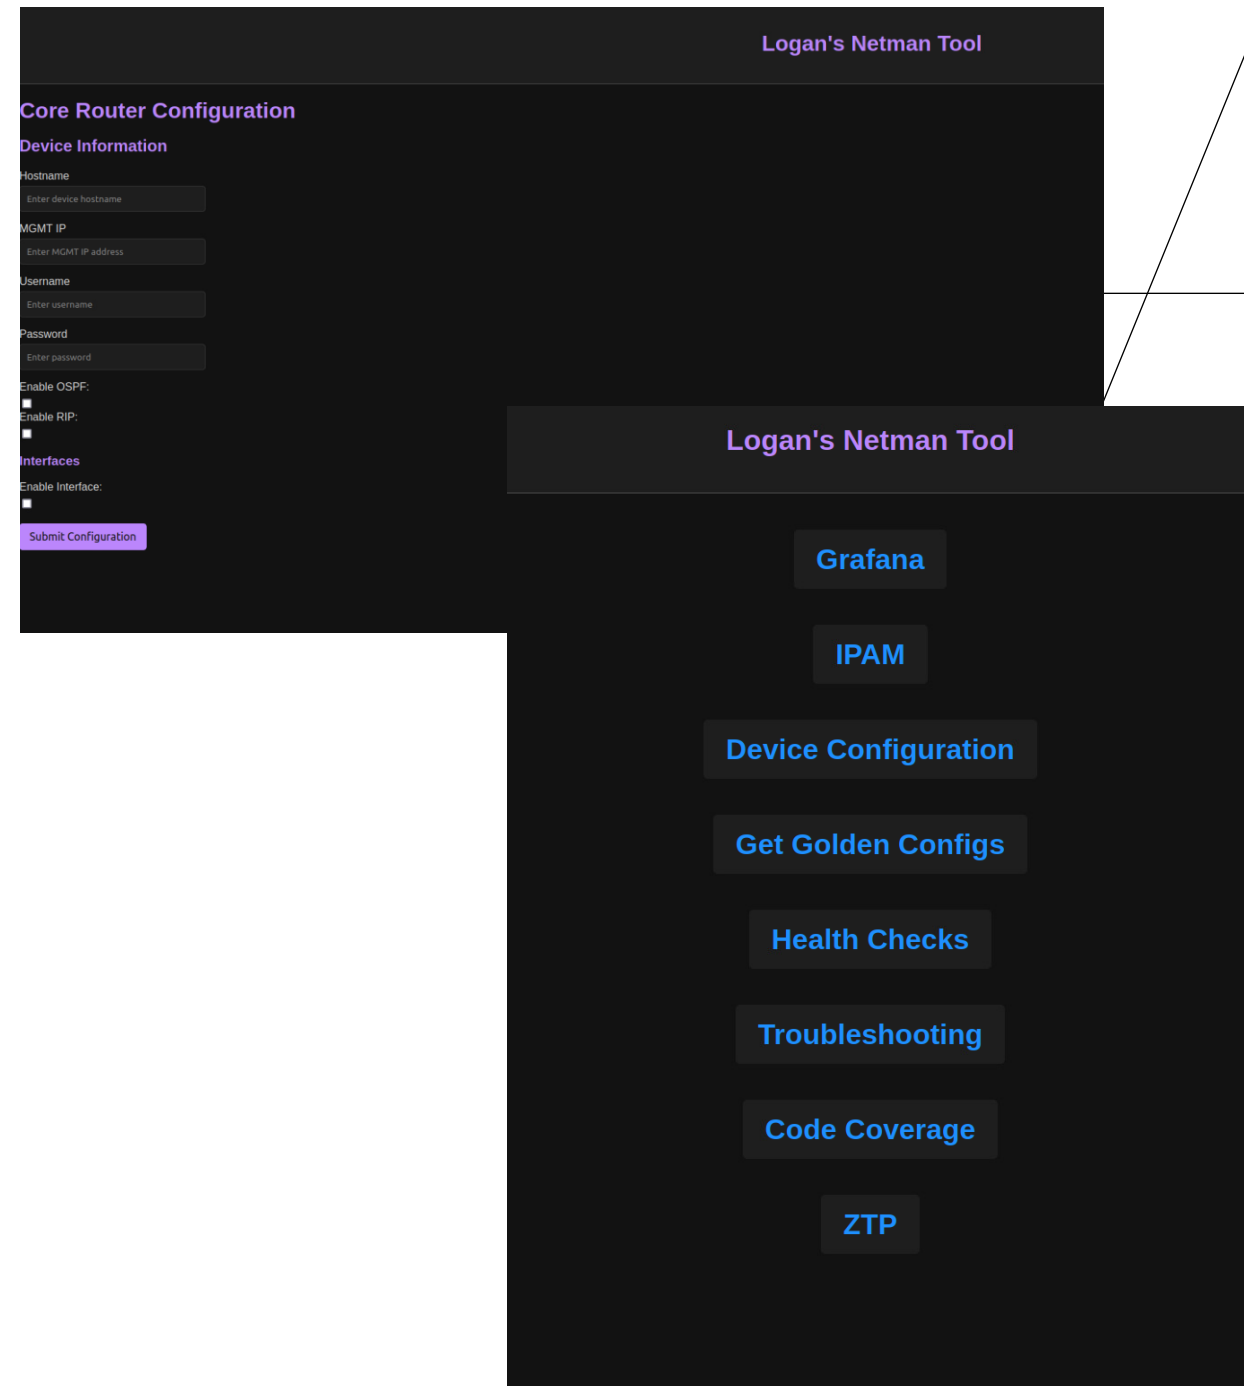 Logan's Netman Tool
Core Router Configuration
Device Information
Hostname
Enter device hostname
MGMT IP
Enter MGMT IP address
Username
Enter username
Password
Enter password
Enable OSPF:
Enable RIP:
Interfaces
Enable Interface:
Submit Configuration
Logan's Netman Tool
Grafana
IPAM
Device Configuration
Get Golden Configs
Health Checks
Troubleshooting
Code Coverage
ZTP